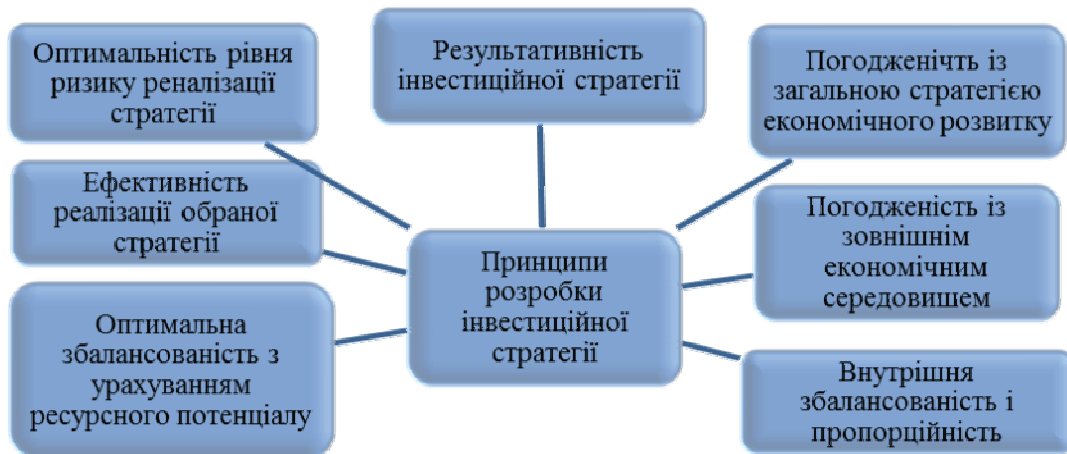 Оптимальність рівня
ризику реналізації
стратегії
Результативність
інвестиційної стратегії
Погодженічть із
загальною стратегією
економічного розвитку
Ефективність
реалізації обраної
стратегії
Погодженість із
зовнішнім
економічним
середовишем
Принципи
розробки
інвестиційної
стратегії
Оптимальна
збалансованість з
урахуванням
ресурсного потенціалу
Внутрішня
збалансованість і
пропорційність